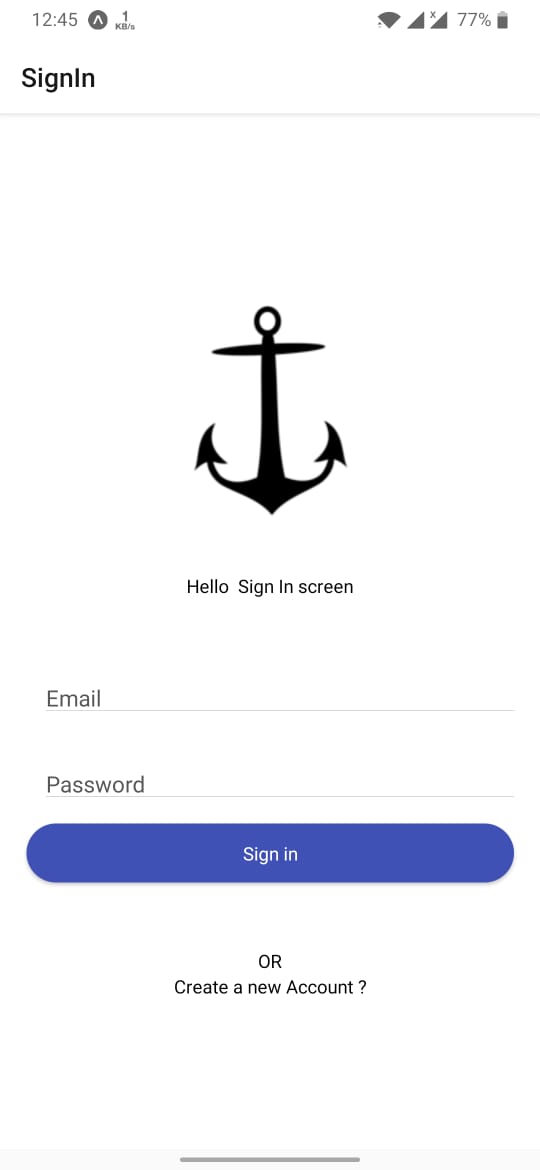 12:45 1 KB/s 77%
SignIn
Hello  Sign In screen
Email
Password
Sign in
OR
Create a new Account ?